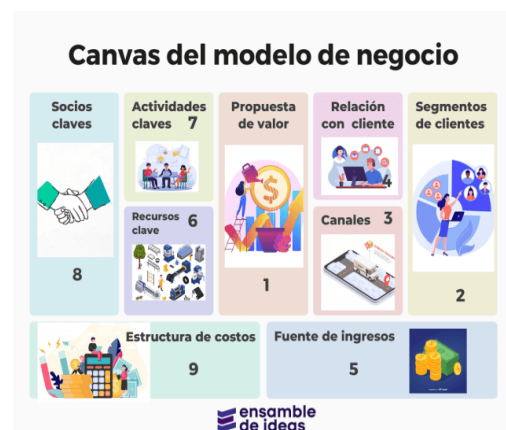 Canvas del modelo de negocio
Socios
claves
8
Actividades
claves 7
Recursos 6
clave
Propuesta
de valor
1
Relación
con cliente
4
Canales 3
Segmentos
de clientes
2
Estructura de costos
9
Fuente de ingresos
5
ensamble
de ideas